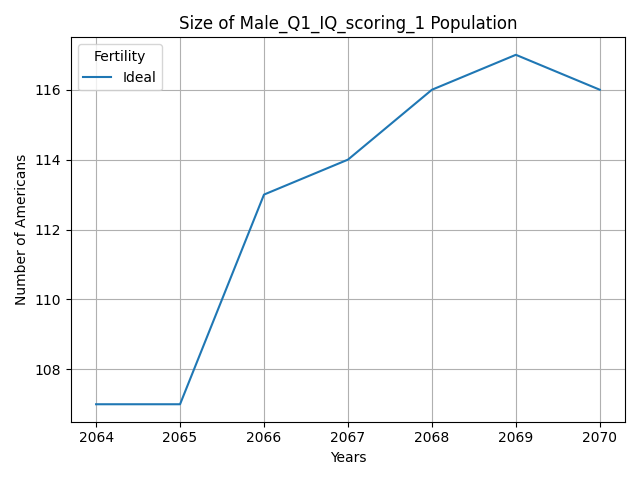 Size of Male_Q1_IQ_scoring_1 Population
Fertility
Ideal
Number of Americans
116
114
112
110
108
2064 2065 2066 2067 2068 2069 2070
Years